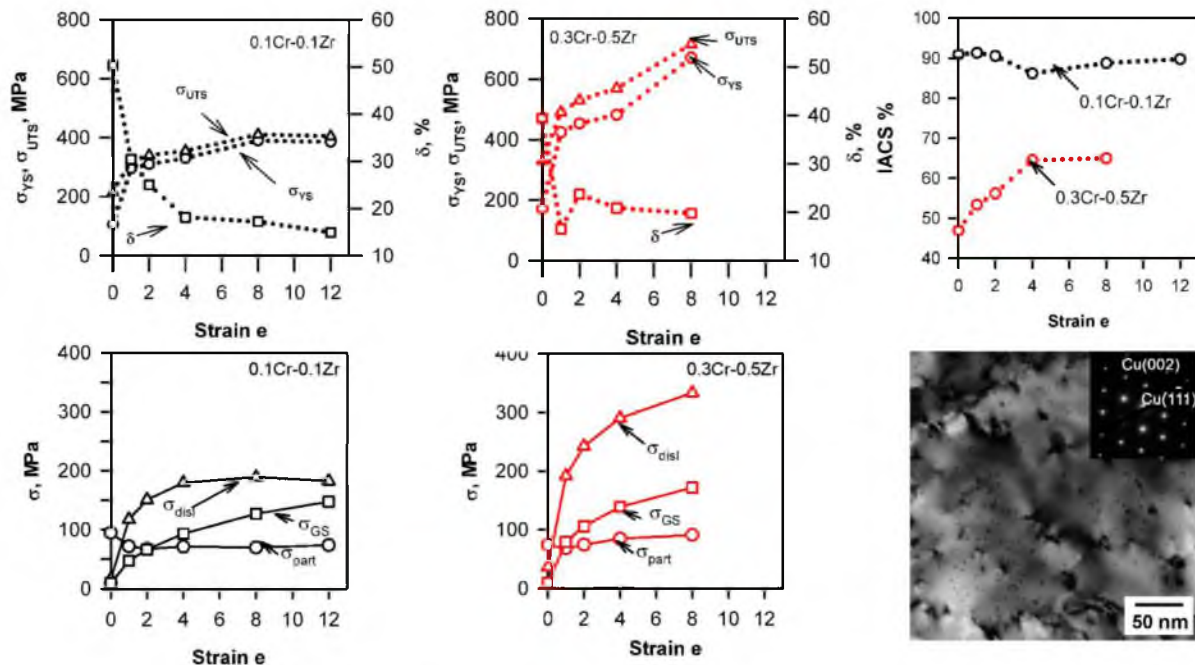 800
600
400
200
0
σYS, σUTS, MPa
0.1Cr-0.1Zr
σUTS
σYS
δ
60
50
40
30
20
10
δ, %
0 2 4 6 8 10 12
Strain e
800
600
400
200
0
σYS, σUTS, MPa
0.3Cr-0.5Zr
σUTS
σYS
δ
60
50
40
30
20
10
δ, %
0 2 4 6 8 10 12
Strain e
100
90
80
70
60
50
40
IACS %
0.1Cr-0.1Zr
0.3Cr-0.5Zr
0 2 4 6 8 10 12
Strain e
400
300
200
100
0
σ, MPa
0.1Cr-0.1Zr
σdisl
σGS
σpart
0 2 4 6 8 10 12
Strain e
400
300
200
100
0
σ, MPa
0.3Cr-0.5Zr
σdisl
σGS
σpart
0 2 4 6 8 10 12
Strain e
Cu(002)
Cu(1̄11)
50 nm